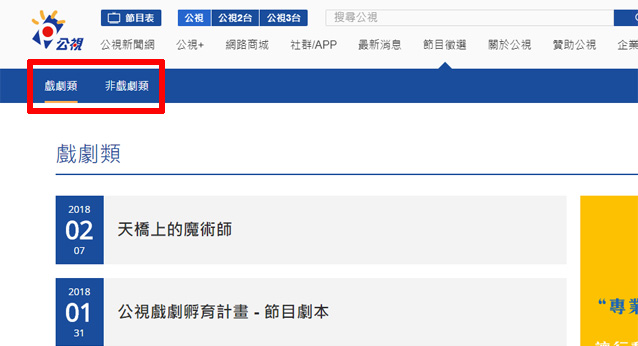 公視
節目表
公視
公視2台
公視3台
搜尋公視
公視新聞網
公視+
網路商城
社群/APP
最新消息
節目徵選
關於公視
贊助公視
企業
戲劇類
非戲劇類
戲劇類
2018
02
07
天橋上的魔術師
2018
01
31
公視戲劇孵育計畫 - 節目劇本
“專業